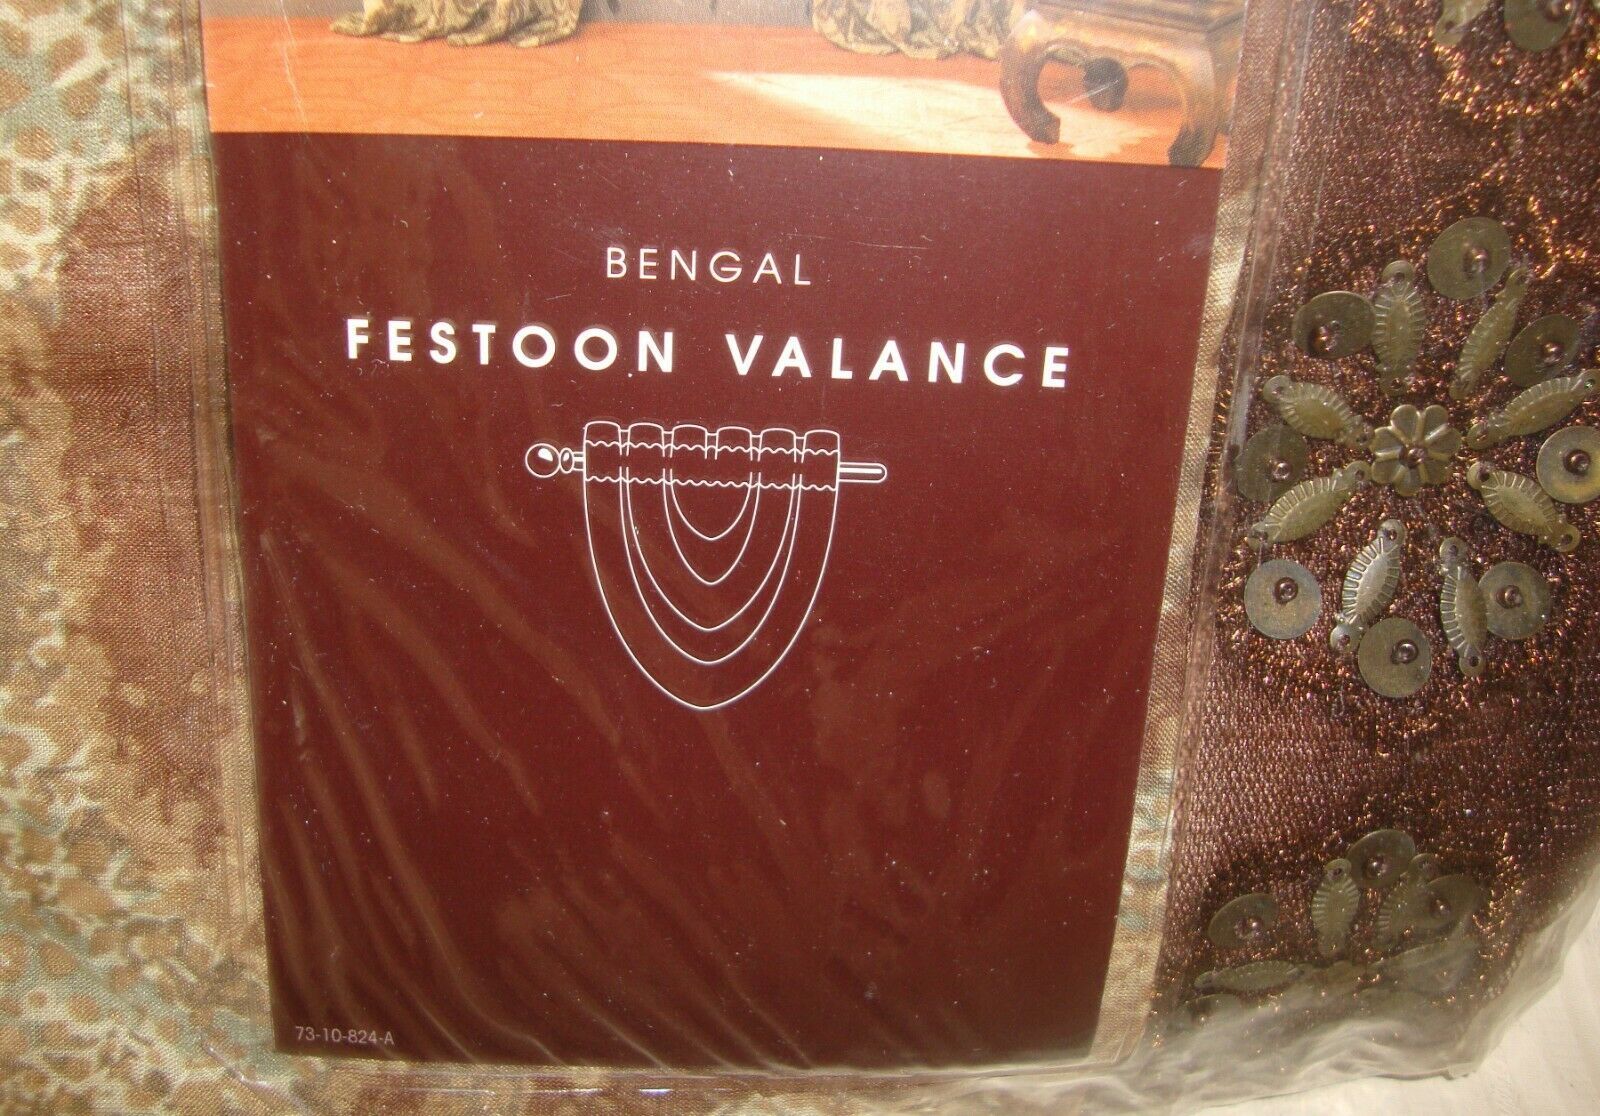 BENGAL
FESTOON VALANCE
73-10-824-A